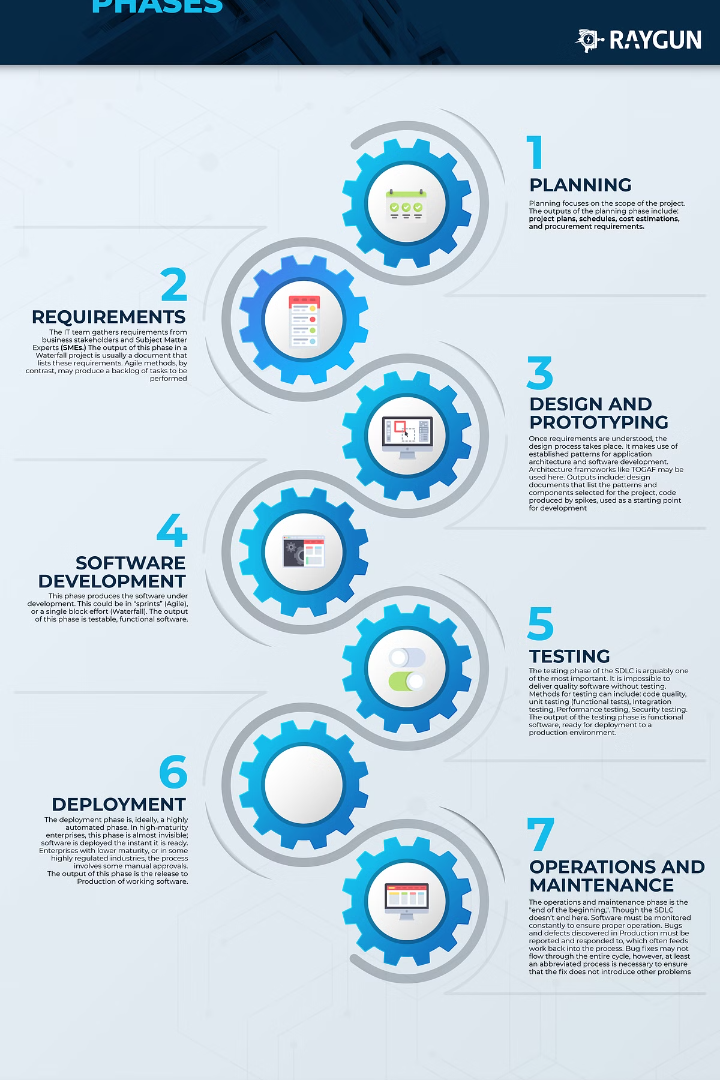 PHASES
RAYGUN
1
PLANNING
Planning focuses on the scope of the project.
The outputs of the planning phase include:
project plans, schedules, cost estimations,
and procurement requirements.
2
REQUIREMENTS
The IT team gathers requirements from
business stakeholders and Subject Matter
Experts (SMEs.) The output of this phase in a
Waterfall project is usually a document that
lists these requirements. Agile methods, by
contrast, may produce a backlog of tasks to be
performed
3
DESIGN AND
PROTOTYPING
Once requirements are understood, the
design process takes place. It makes use of
established patterns for application
architecture and software development.
Architecture frameworks like TOGAF may be
used here. Outputs include: design
documents that list the patterns and
components selected for the project, code
produced by spikes, used as a starting point
for development
4
SOFTWARE
DEVELOPMENT
This phase produces the software under
development. This could be in "sprints" (Agile),
or a single block effort (Waterfall). The output
of this phase is testable, functional software.
5
TESTING
The testing phase of the SDLC is arguably one
of the most important. It is impossible to
deliver quality software without testing.
Methods for testing can include: code quality,
unit testing (functional tests), Integration
testing, Performance testing, Security testing.
The output of the testing phase is functional
software, ready for deployment to a
production environment.
6
DEPLOYMENT
The deployment phase is, ideally, a highly
automated phase. In high-maturity
enterprises, this phase is almost invisible;
software is deployed the instant it is ready.
Enterprises with lower maturity, or in some
highly regulated industries, the process
involves some manual approvals.
The output of this phase is the release to
Production of working software.
7
OPERATIONS AND
MAINTENANCE
The operations and maintenance phase is the
"end of the beginning,". Though the SDLC
doesn't end here. Software must be monitored
constantly to ensure proper operation. Bugs
and defects discovered in Production must be
reported and responded to, which often feeds
work back into the process. Bug fixes may not
flow through the entire cycle, however, at least
an abbreviated process is necessary to ensure
that the fix does not introduce other problems